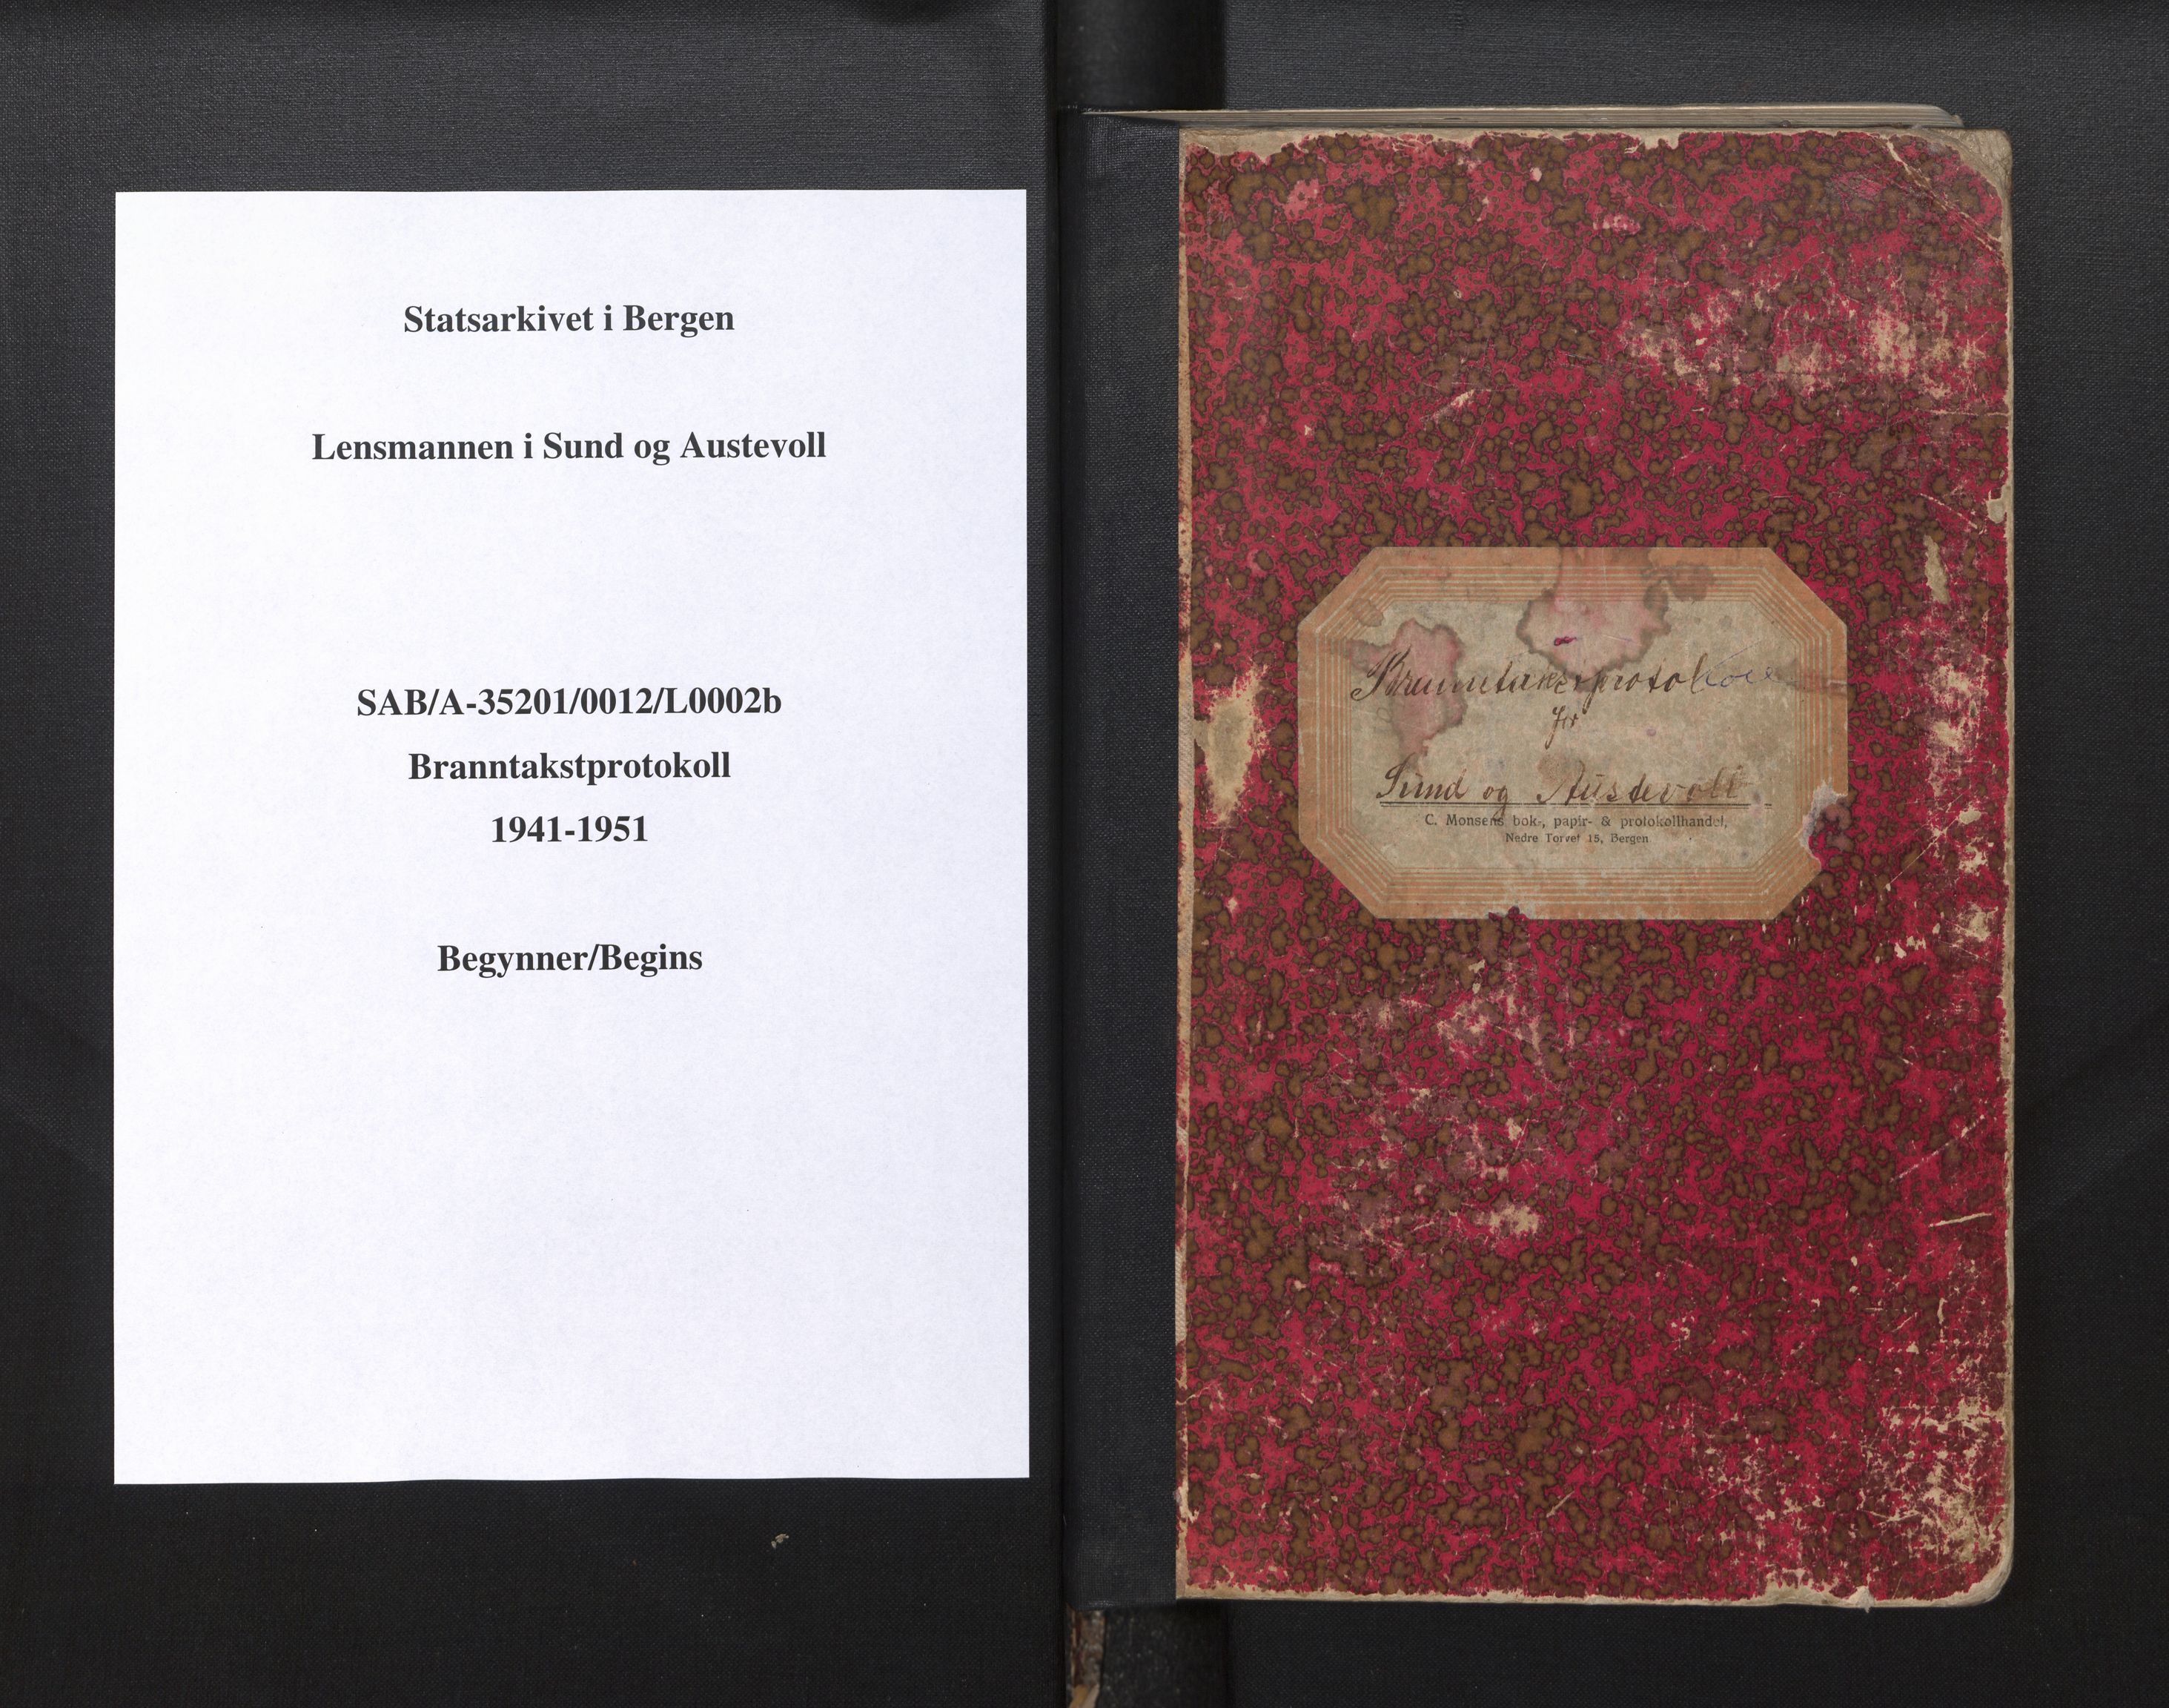 Statsarkivet i Bergen
Lensmannen i Sund og Austevoll
SAB/A-35201/0012/L0002b
Branntakstprotokoll
1941-1951
Begynner/Begins
for
Sund og Austevoll
C. Monsens bok-, papir- & protokollhandel,
Nedre Torvet 15, Bergen